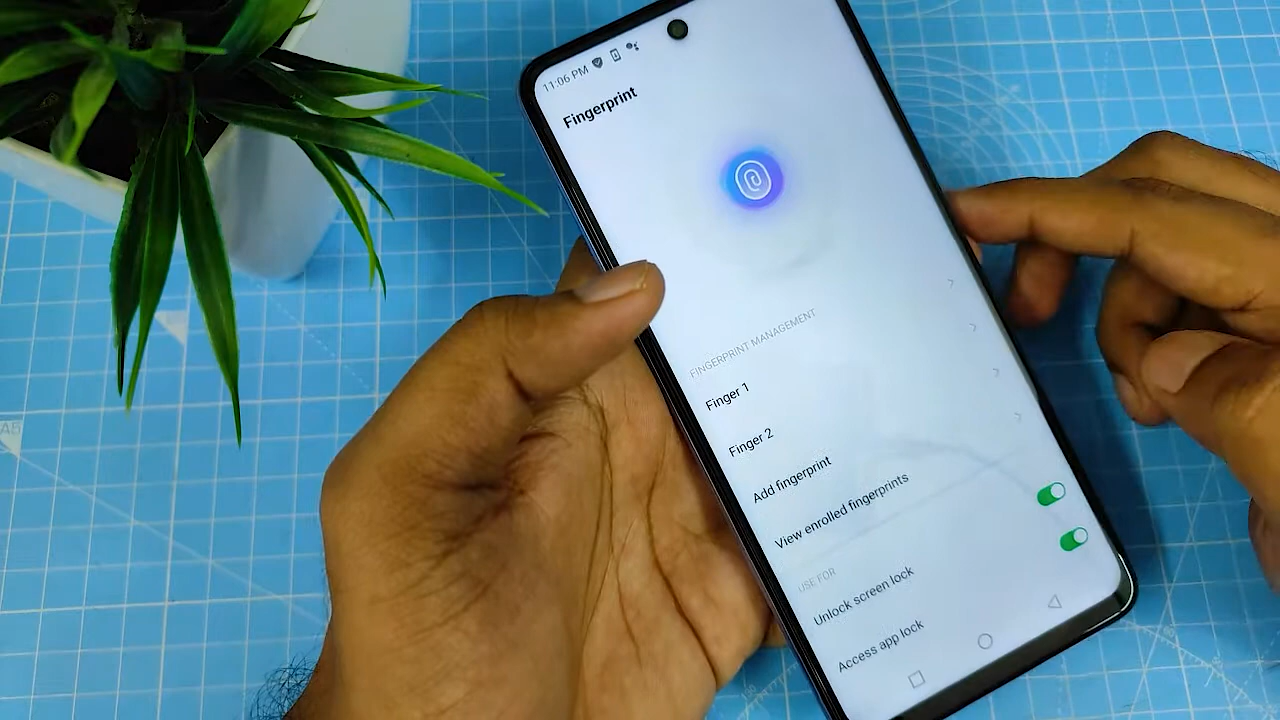 11:06 PM
Fingerprint
FINGERPRINT MANAGEMENT
Finger 1
Finger 2
Add fingerprint
View enrolled fingerprints
USE FOR
Unlock screen lock
Access app lock
A5